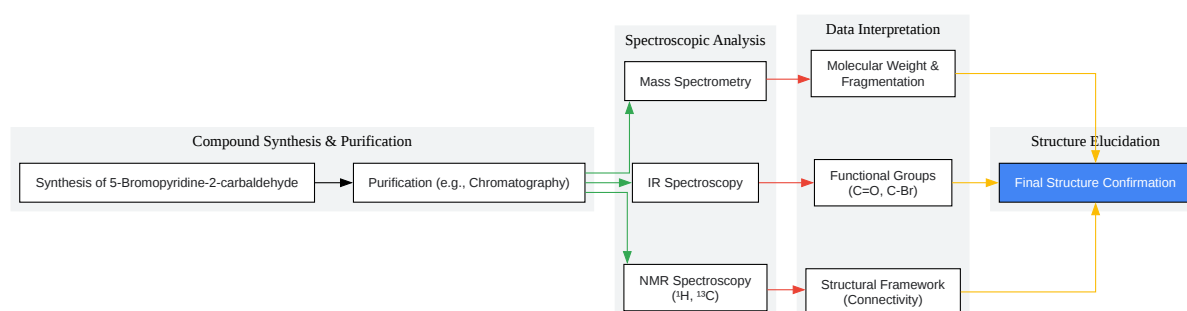 Compound Synthesis & Purification
Synthesis of 5-Bromopyridine-2-carbaldehyde
Purification (e.g., Chromatography)
Spectroscopic Analysis
Mass Spectrometry
IR Spectroscopy
NMR Spectroscopy
(¹H, ¹³C)
Data Interpretation
Molecular Weight &
Fragmentation
Functional Groups
(C=O, C-Br)
Structural Framework
(Connectivity)
Structure Elucidation
Final Structure Confirmation